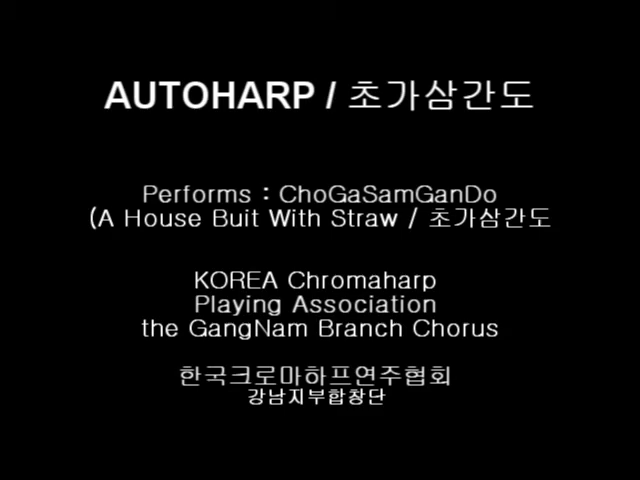 AUTOHARP / 초가삼간도
Performs : ChoGaSamGanDo
(A House Buit With Straw / 초가삼간도
KOREA Chromaharp
Playing Association
the GangNam Branch Chorus
한국크로마하프연주협회
강남지부합창단